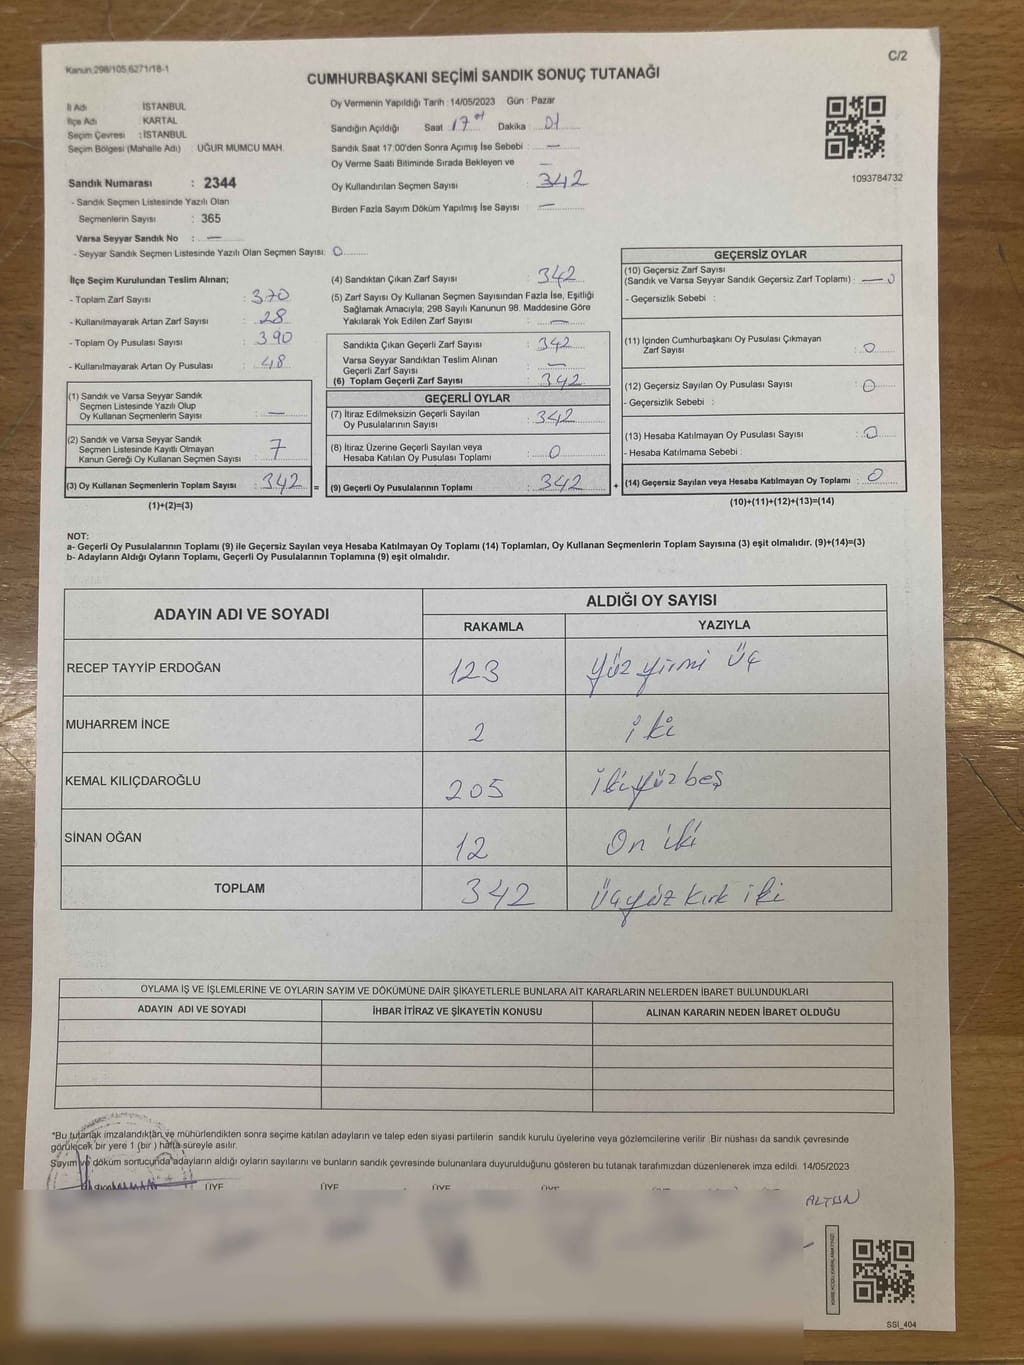 Kanun.298/105,6271/18-1
C/2
CUMHURBAŞKANI SEÇİMİ SANDIK SONUÇ TUTANAĞI
İl Adı İSTANBUL
İlçe Adı KARTAL
Seçim Çevresi : İSTANBUL
Seçim Bölgesi (Mahalle Adı) : UĞUR MUMCU MAH.
Sandık Numarası : 2344
- Sandık Seçmen Listesinde Yazılı Olan
Seçmenlerin Sayısı : 365
Varsa Seyyar Sandık No : —
- Seyyar Sandık Seçmen Listesinde Yazılı Olan Seçmen Sayısı: 0
Oy Vermenin Yapıldığı Tarih : 14/05/2023 Gün : Pazar
Sandığın Açıldığı Saat 17 Dakika 01
Sandık Saat 17:00'den Sonra Açımış İse Sebebi : —
Oy Verme Saati Bitiminde Sırada Bekleyen ve —
Oy Kullandırılan Seçmen Sayısı : 342
Birden Fazla Sayım Döküm Yapılmış İse Sayısı : —
1093784732
İlçe Seçim Kurulundan Teslim Alınan;
- Toplam Zarf Sayısı : 370
- Kullanılmayarak Artan Zarf Sayısı : 28
- Toplam Oy Pusulası Sayısı : 390
- Kullanılmayarak Artan Oy Pusulası : 48
(1) Sandık ve Varsa Seyyar Sandık
Seçmen Listesinde Yazılı Olup
Oy Kullanan Seçmenlerin Sayısı : —
(2) Sandık ve Varsa Seyyar Sandık
Seçmen Listesinde Kayıtlı Olmayan
Kanun Gereği Oy Kullanan Seçmen Sayısı : 7
(3) Oy Kullanan Seçmenlerin Toplam Sayısı : 342 =
(1)+(2)=(3)
(4) Sandıktan Çıkan Zarf Sayısı : 342
(5) Zarf Sayısı Oy Kullanan Seçmen Sayısından Fazla İse, Eşitliği
Sağlamak Amacıyla; 298 Sayılı Kanunun 98. Maddesine Göre
Yakılarak Yok Edilen Zarf Sayısı : —
Sandıkta Çıkan Geçerli Zarf Sayısı : 342
Varsa Seyyar Sandıktan Teslim Alınan
Geçerli Zarf Sayısı : —
(6) Toplam Geçerli Zarf Sayısı : 342
GEÇERLİ OYLAR
(7) İtiraz Edilmeksizin Geçerli Sayılan
Oy Pusulalarının Sayısı : 342
(8) İtiraz Üzerine Geçerli Sayılan veya
Hesaba Katılan Oy Pusulası Toplamı : 0
(9) Geçerli Oy Pusulalarının Toplamı : 342 +
GEÇERSİZ OYLAR
(10) Geçersiz Zarf Sayısı
(Sandık ve Varsa Seyyar Sandık Geçersiz Zarf Toplamı) : — 0
- Geçersizlik Sebebi :
(11) İçinden Cumhurbaşkanı Oy Pusulası Çıkmayan
Zarf Sayısı : 0
(12) Geçersiz Sayılan Oy Pusulası Sayısı : 0
- Geçersizlik Sebebi :
(13) Hesaba Katılmayan Oy Pusulası Sayısı : 0
- Hesaba Katılmama Sebebi :
(14) Geçersiz Sayılan veya Hesaba Katılmayan Oy Toplamı : 0
(10)+(11)+(12)+(13)=(14)
NOT:
a- Geçerli Oy Pusulalarının Toplamı (9) ile Geçersiz Sayılan veya Hesaba Katılmayan Oy Toplamı (14) Toplamları, Oy Kullanan Seçmenlerin Toplam Sayısına (3) eşit olmalıdır. (9)+(14)=(3)
b- Adayların Aldığı Oyların Toplamı, Geçerli Oy Pusulalarının Toplamına (9) eşit olmalıdır.
ADAYIN ADI VE SOYADI ALDIĞI OY SAYISI
RAKAMLA YAZIYLA
RECEP TAYYİP ERDOĞAN 123 yüz yirmi üç
MUHARREM İNCE 2 iki
KEMAL KILIÇDAROĞLU 205 ikiyüz beş
SİNAN OĞAN 12 On iki
TOPLAM 342 Üçyüz kırk iki
OYLAMA İŞ VE İŞLEMLERİNE VE OYLARIN SAYIM VE DÖKÜMÜNE DAİR ŞİKAYETLERLE BUNLARA AİT KARARLARIN NELERDEN İBARET BULUNDUKLARI
ADAYIN ADI VE SOYADI İHBAR İTİRAZ VE ŞİKAYETİN KONUSU ALINAN KARARIN NEDEN İBARET OLDUĞU
*Bu tutanak imzalandıktan ve mühürlendikten sonra seçime katılan adayların ve talep eden siyasi partilerin sandık kurulu üyelerine veya gözlemcilerine verilir. Bir nüshası da sandık çevresinde
görülecek bir yere 1 (bir ) hafta süreyle asılır.
Sayım ve döküm sonucunda adayların aldığı oyların sayılarını ve bunların sandık çevresinde bulunanlara duyurulduğunu gösteren bu tutanak tarafımızdan düzenlenerek imza edildi. 14/05/2023
ÜYE ÜYE ÜYE ÜYE
ALTUN
KAREKODU KARALAMAYINIZ!
SSI_404